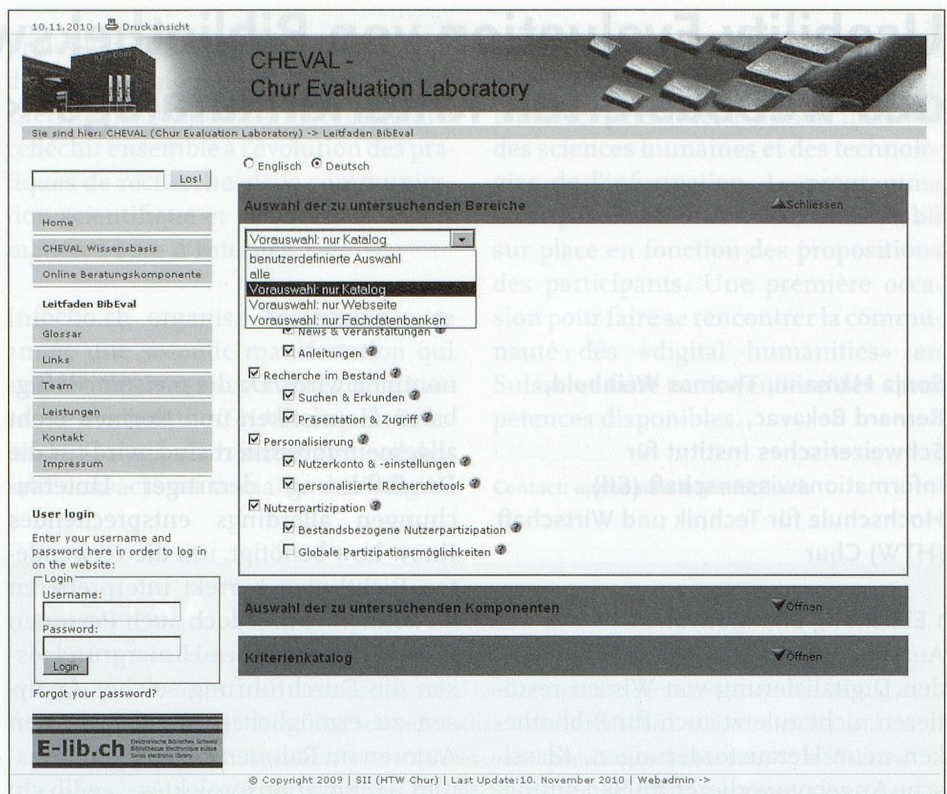 10.11.2010 | Druckansicht
CHEVAL -
Chur Evaluation Laboratory
Sie sind hier: CHEVAL (Chur Evaluation Laboratory) -> Leitfaden BibEval
Los!
Home
CHEVAL Wissensbasis
Online Beratungskomponente
Leitfaden BibEval
Glossar
Links
Team
Leistungen
Kontakt
Impressum
User login
Enter your username and
password here in order to log in
on the website:
Login
Username:
Password:
Login
Forgot your password?
E-lib.ch
Elektronische Bibliothek Schweiz
Bibliothèque électronique suisse
Swiss electronic library
English Deutsch
Auswahl der zu untersuchenden Bereiche
Schliessen
Vorauswahl: nur Katalog
benutzerdefinierte Auswahl
alle
Vorauswahl: nur Katalog
Vorauswahl: nur Webseite
Vorauswahl: nur Fachdatenbanken
News & Veranstaltungen
Anleitungen
Recherche im Bestand
Suchen & Erkunden
Präsentation & Zugriff
Personalisierung
Nutzerkonto & -einstellungen
personalisierte Recherchetools
Nutzerpartizipation
Bestandsbezogene Nutzerpartizipation
Globale Partizipationsmöglichkeiten
Auswahl der zu untersuchenden Komponenten
Öffnen
Kriterienkatalog
Öffnen
© Copyright 2009 | SII (HTW Chur) | Last Update: 10. November 2010 | Webadmin ->